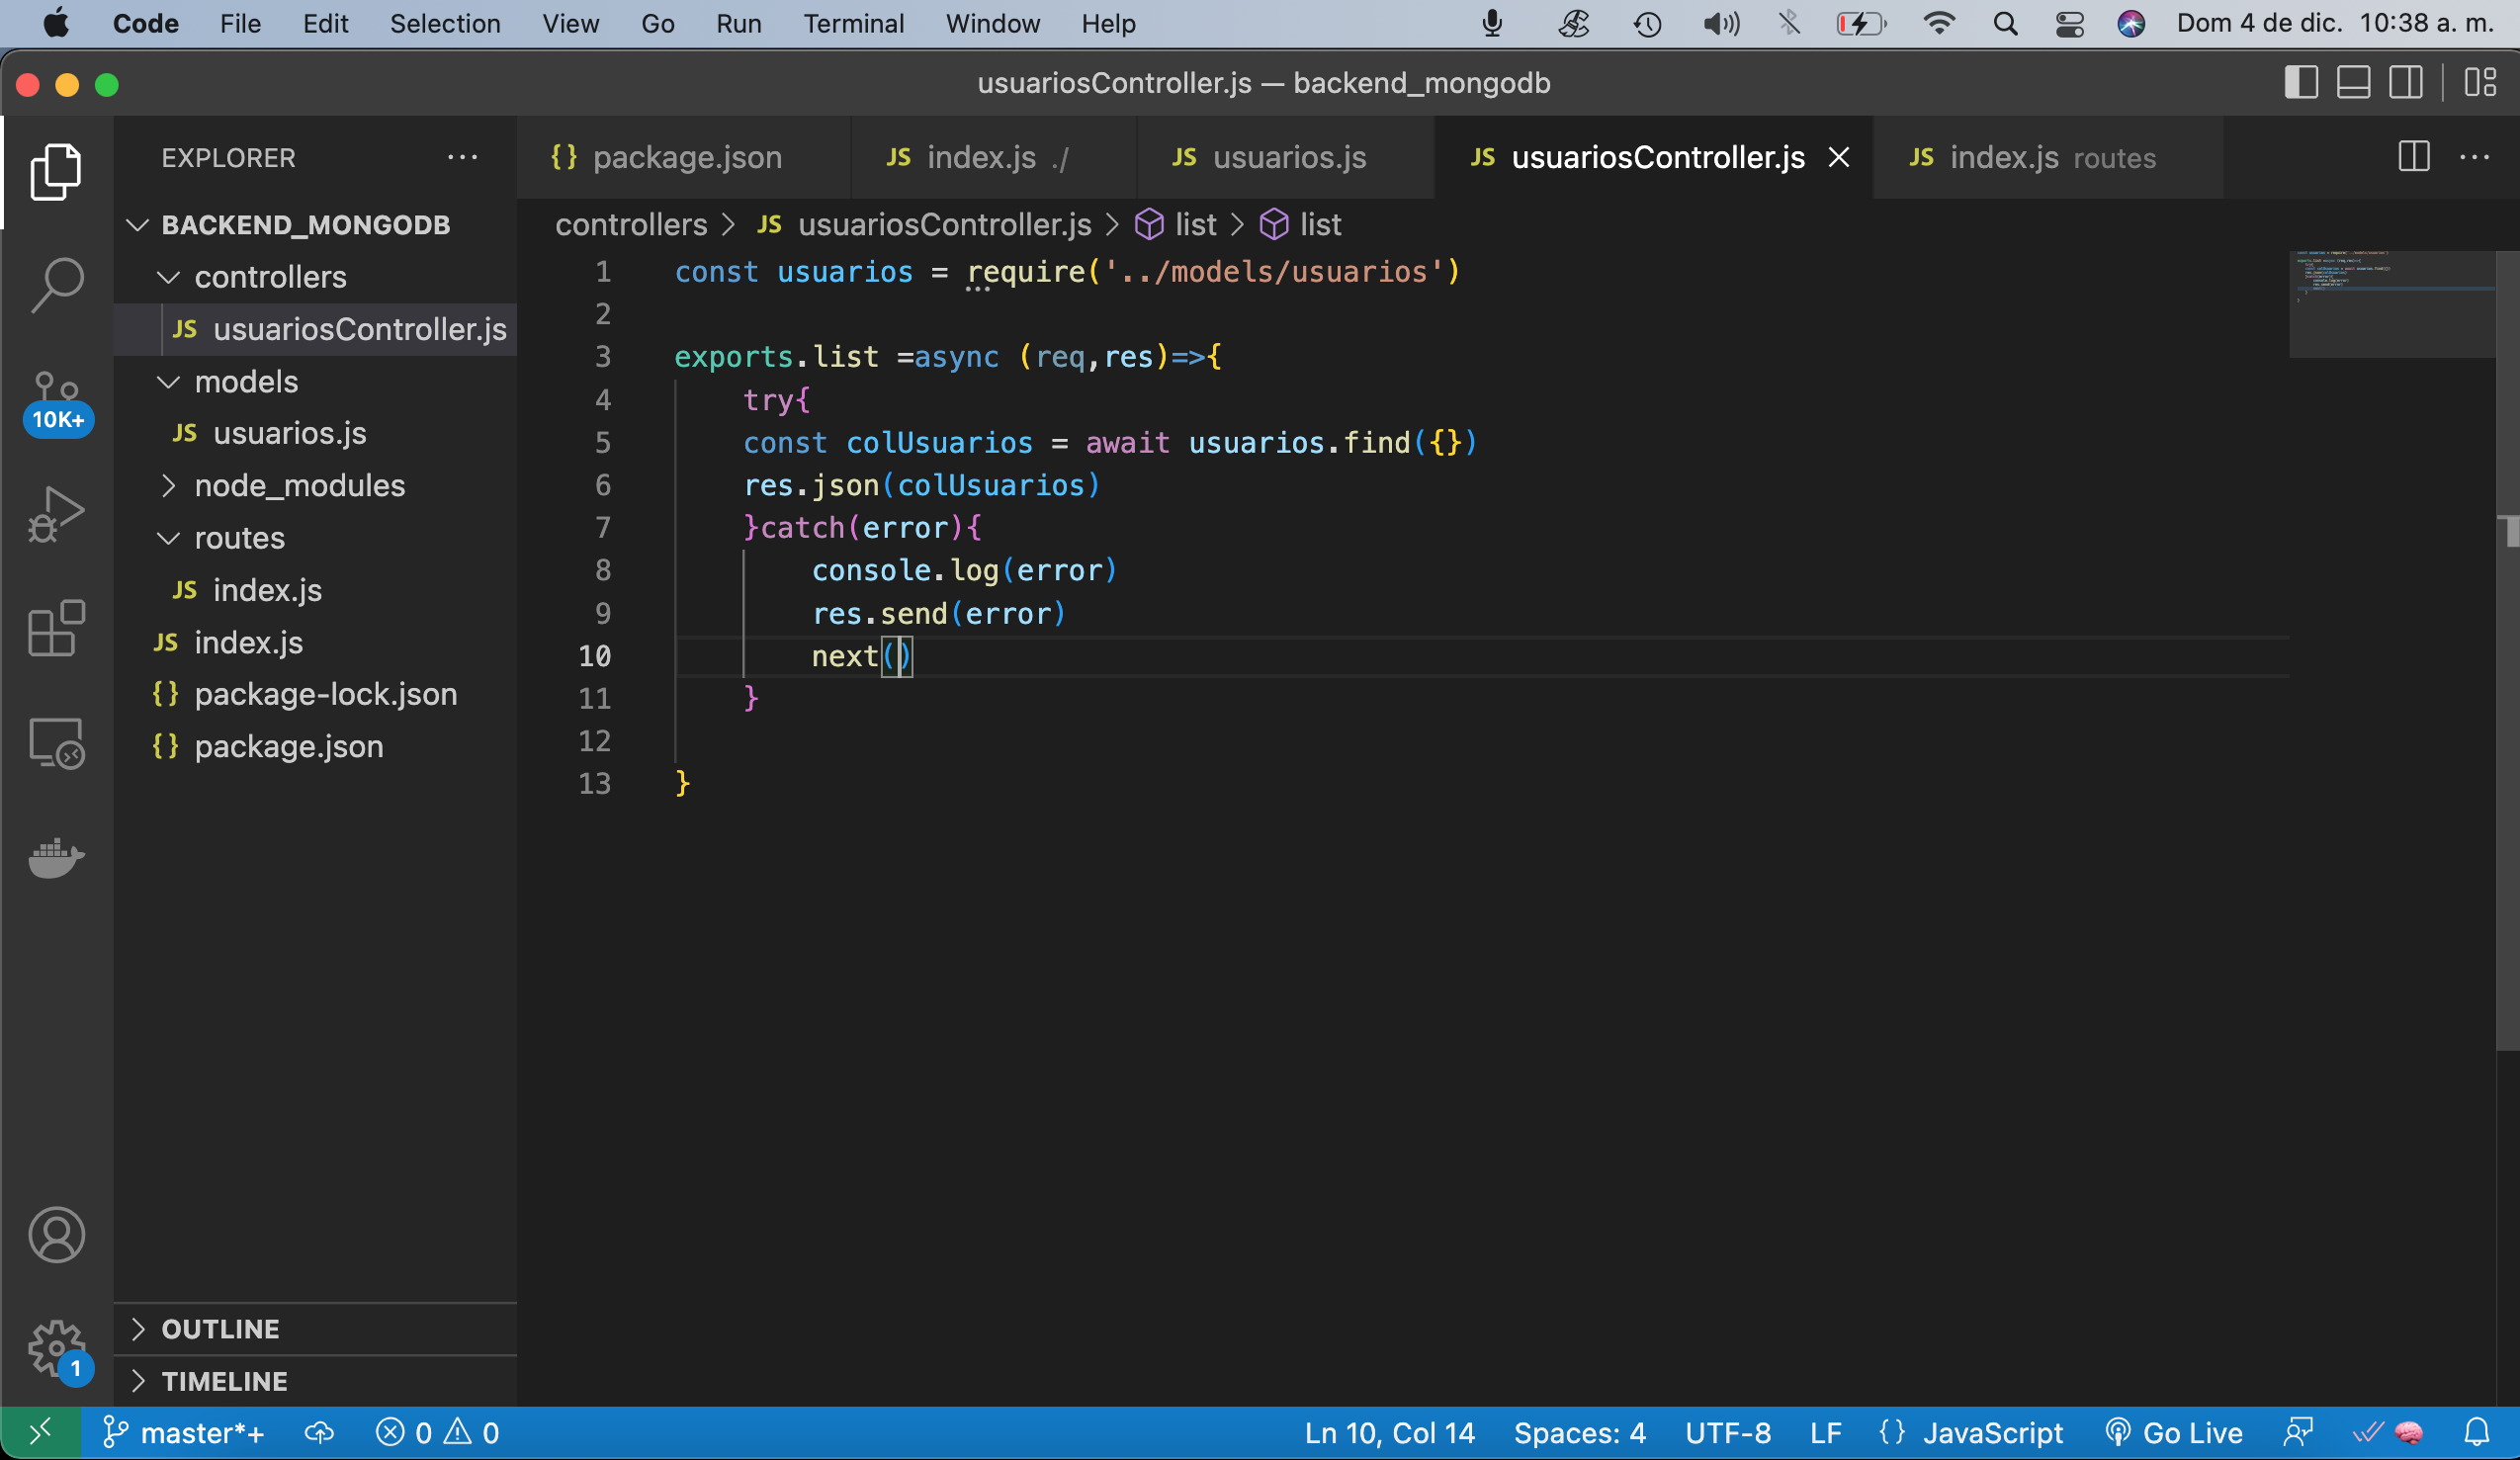 Code File Edit Selection View Go Run Terminal Window Help Dom 4 de dic. 10:38 a. m.
usuariosController.js — backend_mongodb
EXPLORER
BACKEND_MONGODB
controllers
JS usuariosController.js
models
JS usuarios.js
node_modules
routes
JS index.js
JS index.js
{} package-lock.json
{} package.json
OUTLINE
TIMELINE
10K+
1
{} package.json JS index.js ./ JS usuarios.js JS usuariosController.js JS index.js routes
controllers > JS usuariosController.js > list > list
1 const usuarios = require('../models/usuarios')
2
3 exports.list =async (req,res)=>{
4 try{
5 const colUsuarios = await usuarios.find({})
6 res.json(colUsuarios)
7 }catch(error){
8 console.log(error)
9 res.send(error)
10 next()
11 }
12
13 }
master*+ 0 0 Ln 10, Col 14 Spaces: 4 UTF-8 LF {} JavaScript Go Live